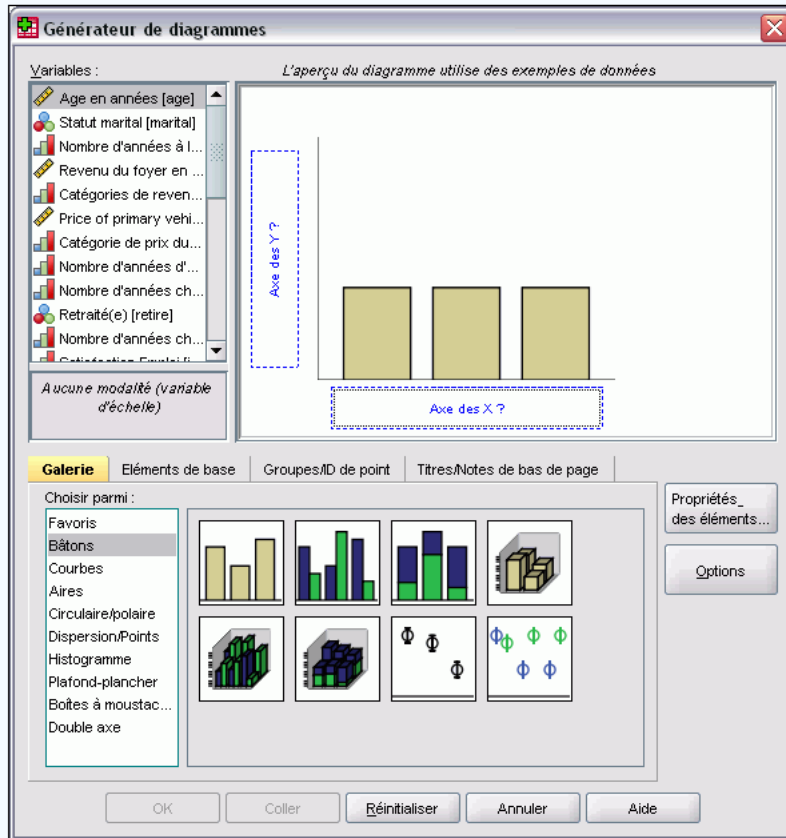 Générateur de diagrammes
Variables :
L'aperçu du diagramme utilise des exemples de données
Age en années [age]
Statut marital [marital]
Nombre d'années à l...
Revenu du foyer en ...
Catégories de reven...
Price of primary vehi...
Catégorie de prix du...
Nombre d'années d'...
Nombre d'années ch...
Retraité(e) [retire]
Nombre d'années ch...
Satisfaction Emploi [i...
Aucune modalité (variable
d'échelle)
Axe des Y ?
Axe des X ?
Galerie
Eléments de base
Groupes/ID de point
Titres/Notes de bas de page
Choisir parmi :
Favoris
Bâtons
Courbes
Aires
Circulaire/polaire
Dispersion/Points
Histogramme
Plafond-plancher
Boîtes à moustac...
Double axe
Propriétés_
des éléments...
Options
OK
Coller
Réinitialiser
Annuler
Aide